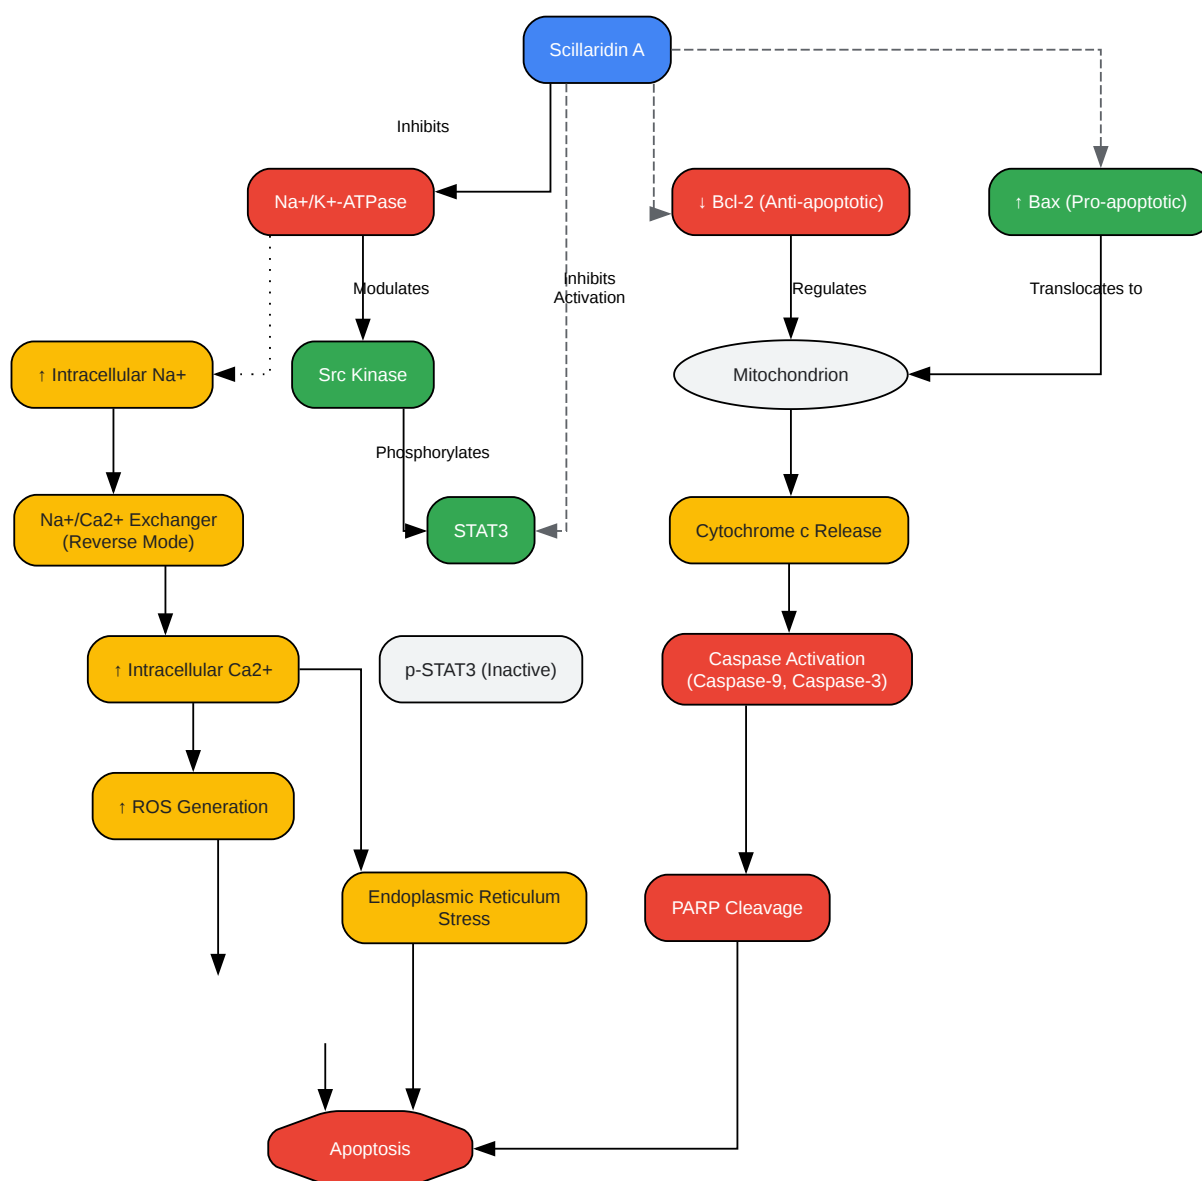 Scillaridin A
Inhibits
Na+/K+-ATPase
↓ Bcl-2 (Anti-apoptotic)
↑ Bax (Pro-apoptotic)
Modulates
Inhibits
Activation
Regulates
Translocates to
↑ Intracellular Na+
Src Kinase
Mitochondrion
Phosphorylates
Na+/Ca2+ Exchanger
(Reverse Mode)
STAT3
Cytochrome c Release
↑ Intracellular Ca2+
p-STAT3 (Inactive)
Caspase Activation
(Caspase-9, Caspase-3)
↑ ROS Generation
Endoplasmic Reticulum
Stress
PARP Cleavage
Apoptosis